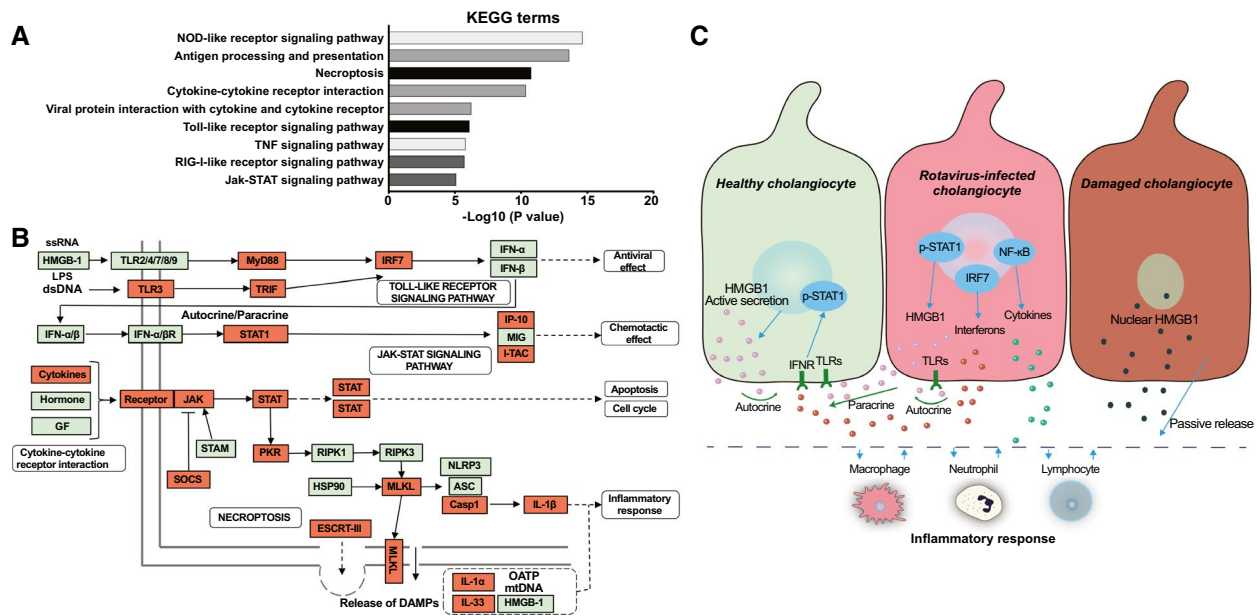 A
KEGG terms
NOD-like receptor signaling pathway
Antigen processing and presentation
Necroptosis
Cytokine-cytokine receptor interaction
Viral protein interaction with cytokine and cytokine receptor
Toll-like receptor signaling pathway
TNF signaling pathway
RIG-I-like receptor signaling pathway
Jak-STAT signaling pathway
0 5 10 15 20
-Log10 (P value)
B
ssRNA
HMGB-1
TLR2/4/7/8/9
MyD88
IRF7
IFN-α
IFN-β
Antiviral
effect
LPS
dsDNA
TLR3
TRIF
TOLL-LIKE RECEPTOR
SIGNALING PATHWAY
Autocrine/Paracrine
IFN-α/β
IFN-α/βR
STAT1
IP-10
MIG
I-TAC
Chemotactic
effect
JAK-STAT SIGNALING
PATHWAY
Cytokines
Hormone
GF
Cytokine-cytokine
receptor interaction
Receptor
JAK
STAT
STAT
STAT
Apoptosis
Cell cycle
STAM
SOCS
PKR
RIPK1
RIPK3
HSP90
MLKL
NLRP3
ASC
Casp1
IL-1β
Inflammatory
response
NECROPTOSIS
ESCRT-III
MLKL
Release of DAMPs
IL-1α
OATP
mtDNA
IL-33
HMGB-1
C
Healthy cholangiocyte
HMGB1
Active secretion
p-STAT1
IFNR
TLRs
Autocrine
Paracrine
Rotavirus-infected
cholangiocyte
p-STAT1
NF-κB
IRF7
HMGB1
Interferons
Cytokines
TLRs
Autocrine
Damaged cholangiocyte
Nuclear HMGB1
Passive release
Macrophage
Neutrophil
Lymphocyte
Inflammatory response